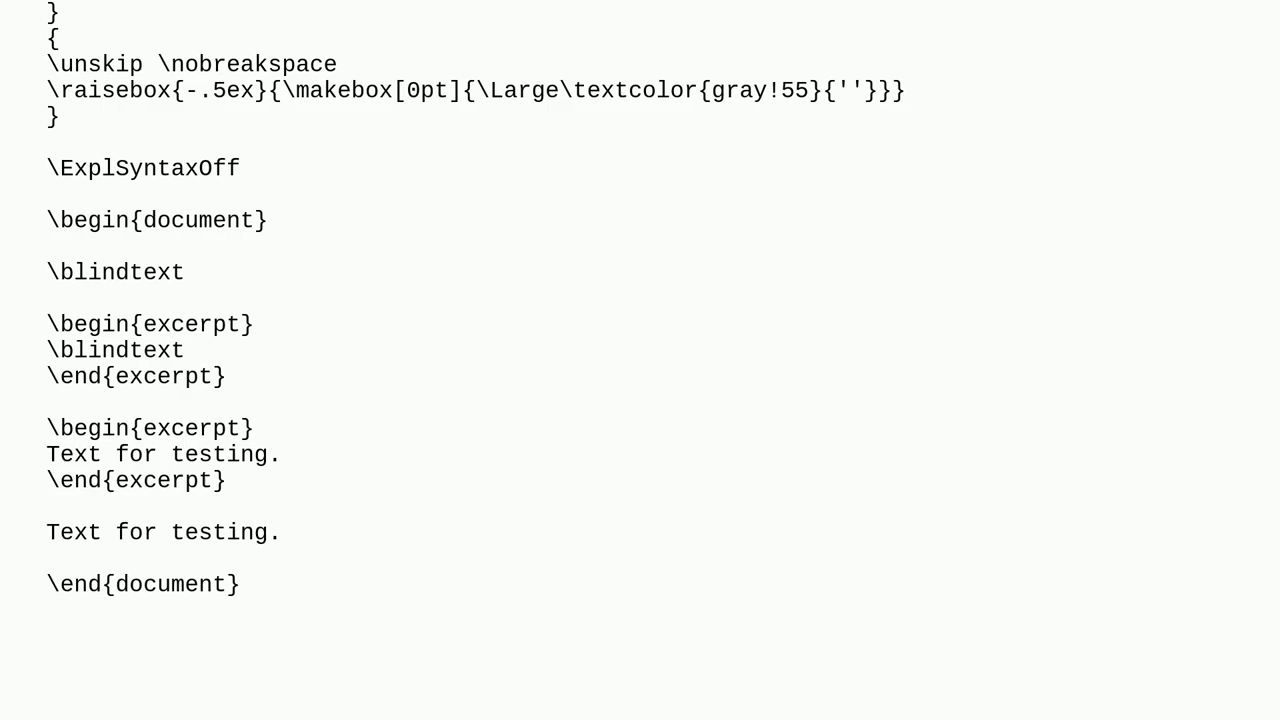 }
{
\unskip \nobreakspace
\raisebox{-.5ex}{\makebox[0pt]{\Large\textcolor{gray!55}{''}}}
}
\ExplSyntaxOff
\begin{document}
\blindtext
\begin{excerpt}
\blindtext
\end{excerpt}
\begin{excerpt}
Text for testing.
\end{excerpt}
Text for testing.
\end{document}